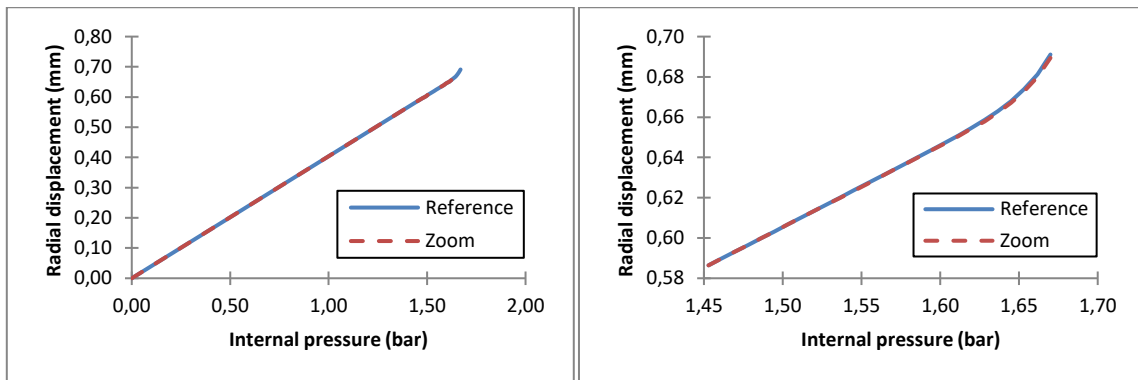 Radial displacement (mm)
0,80
0,70
0,60
0,50
0,40
0,30
0,20
0,10
0,00
Reference
Zoom
0,00 0,50 1,00 1,50 2,00
Internal pressure (bar)
Radial displacement (mm)
0,70
0,68
0,66
0,64
0,62
0,60
0,58
Reference
Zoom
1,45 1,50 1,55 1,60 1,65 1,70
Internal pressure (bar)